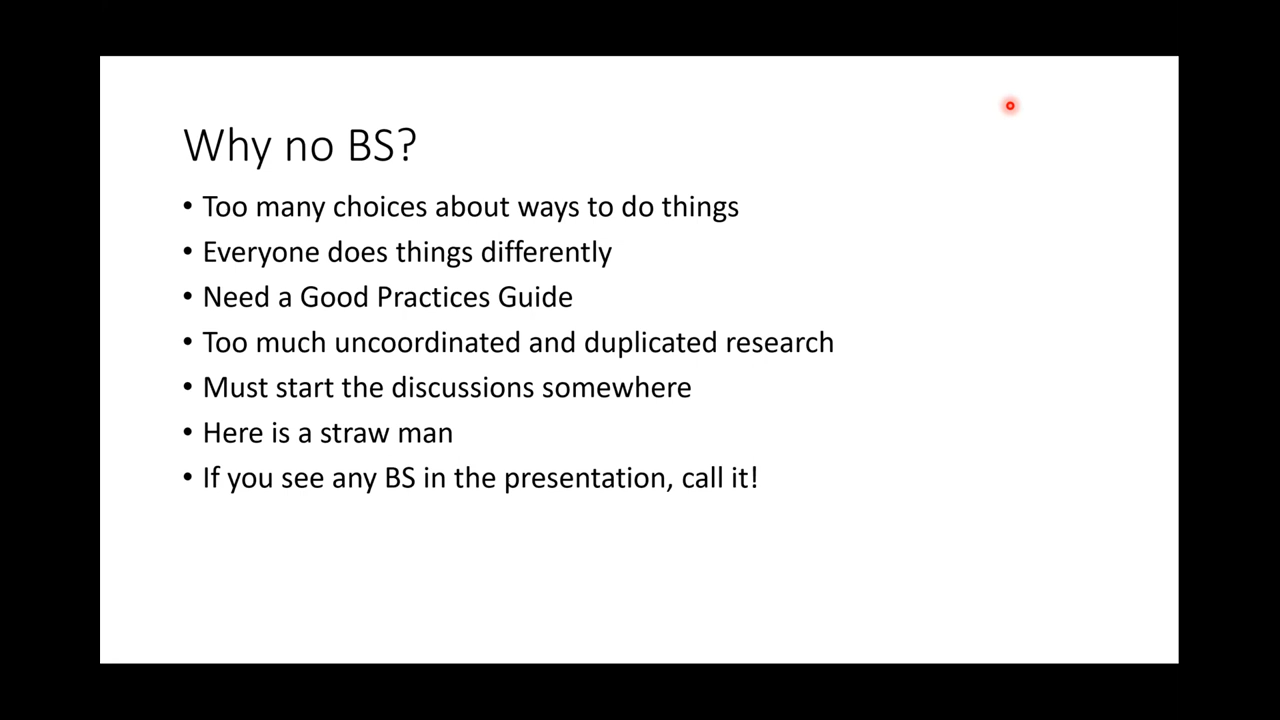 Why no BS?
• Too many choices about ways to do things
• Everyone does things differently
• Need a Good Practices Guide
• Too much uncoordinated and duplicated research
• Must start the discussions somewhere
• Here is a straw man
• If you see any BS in the presentation, call it!